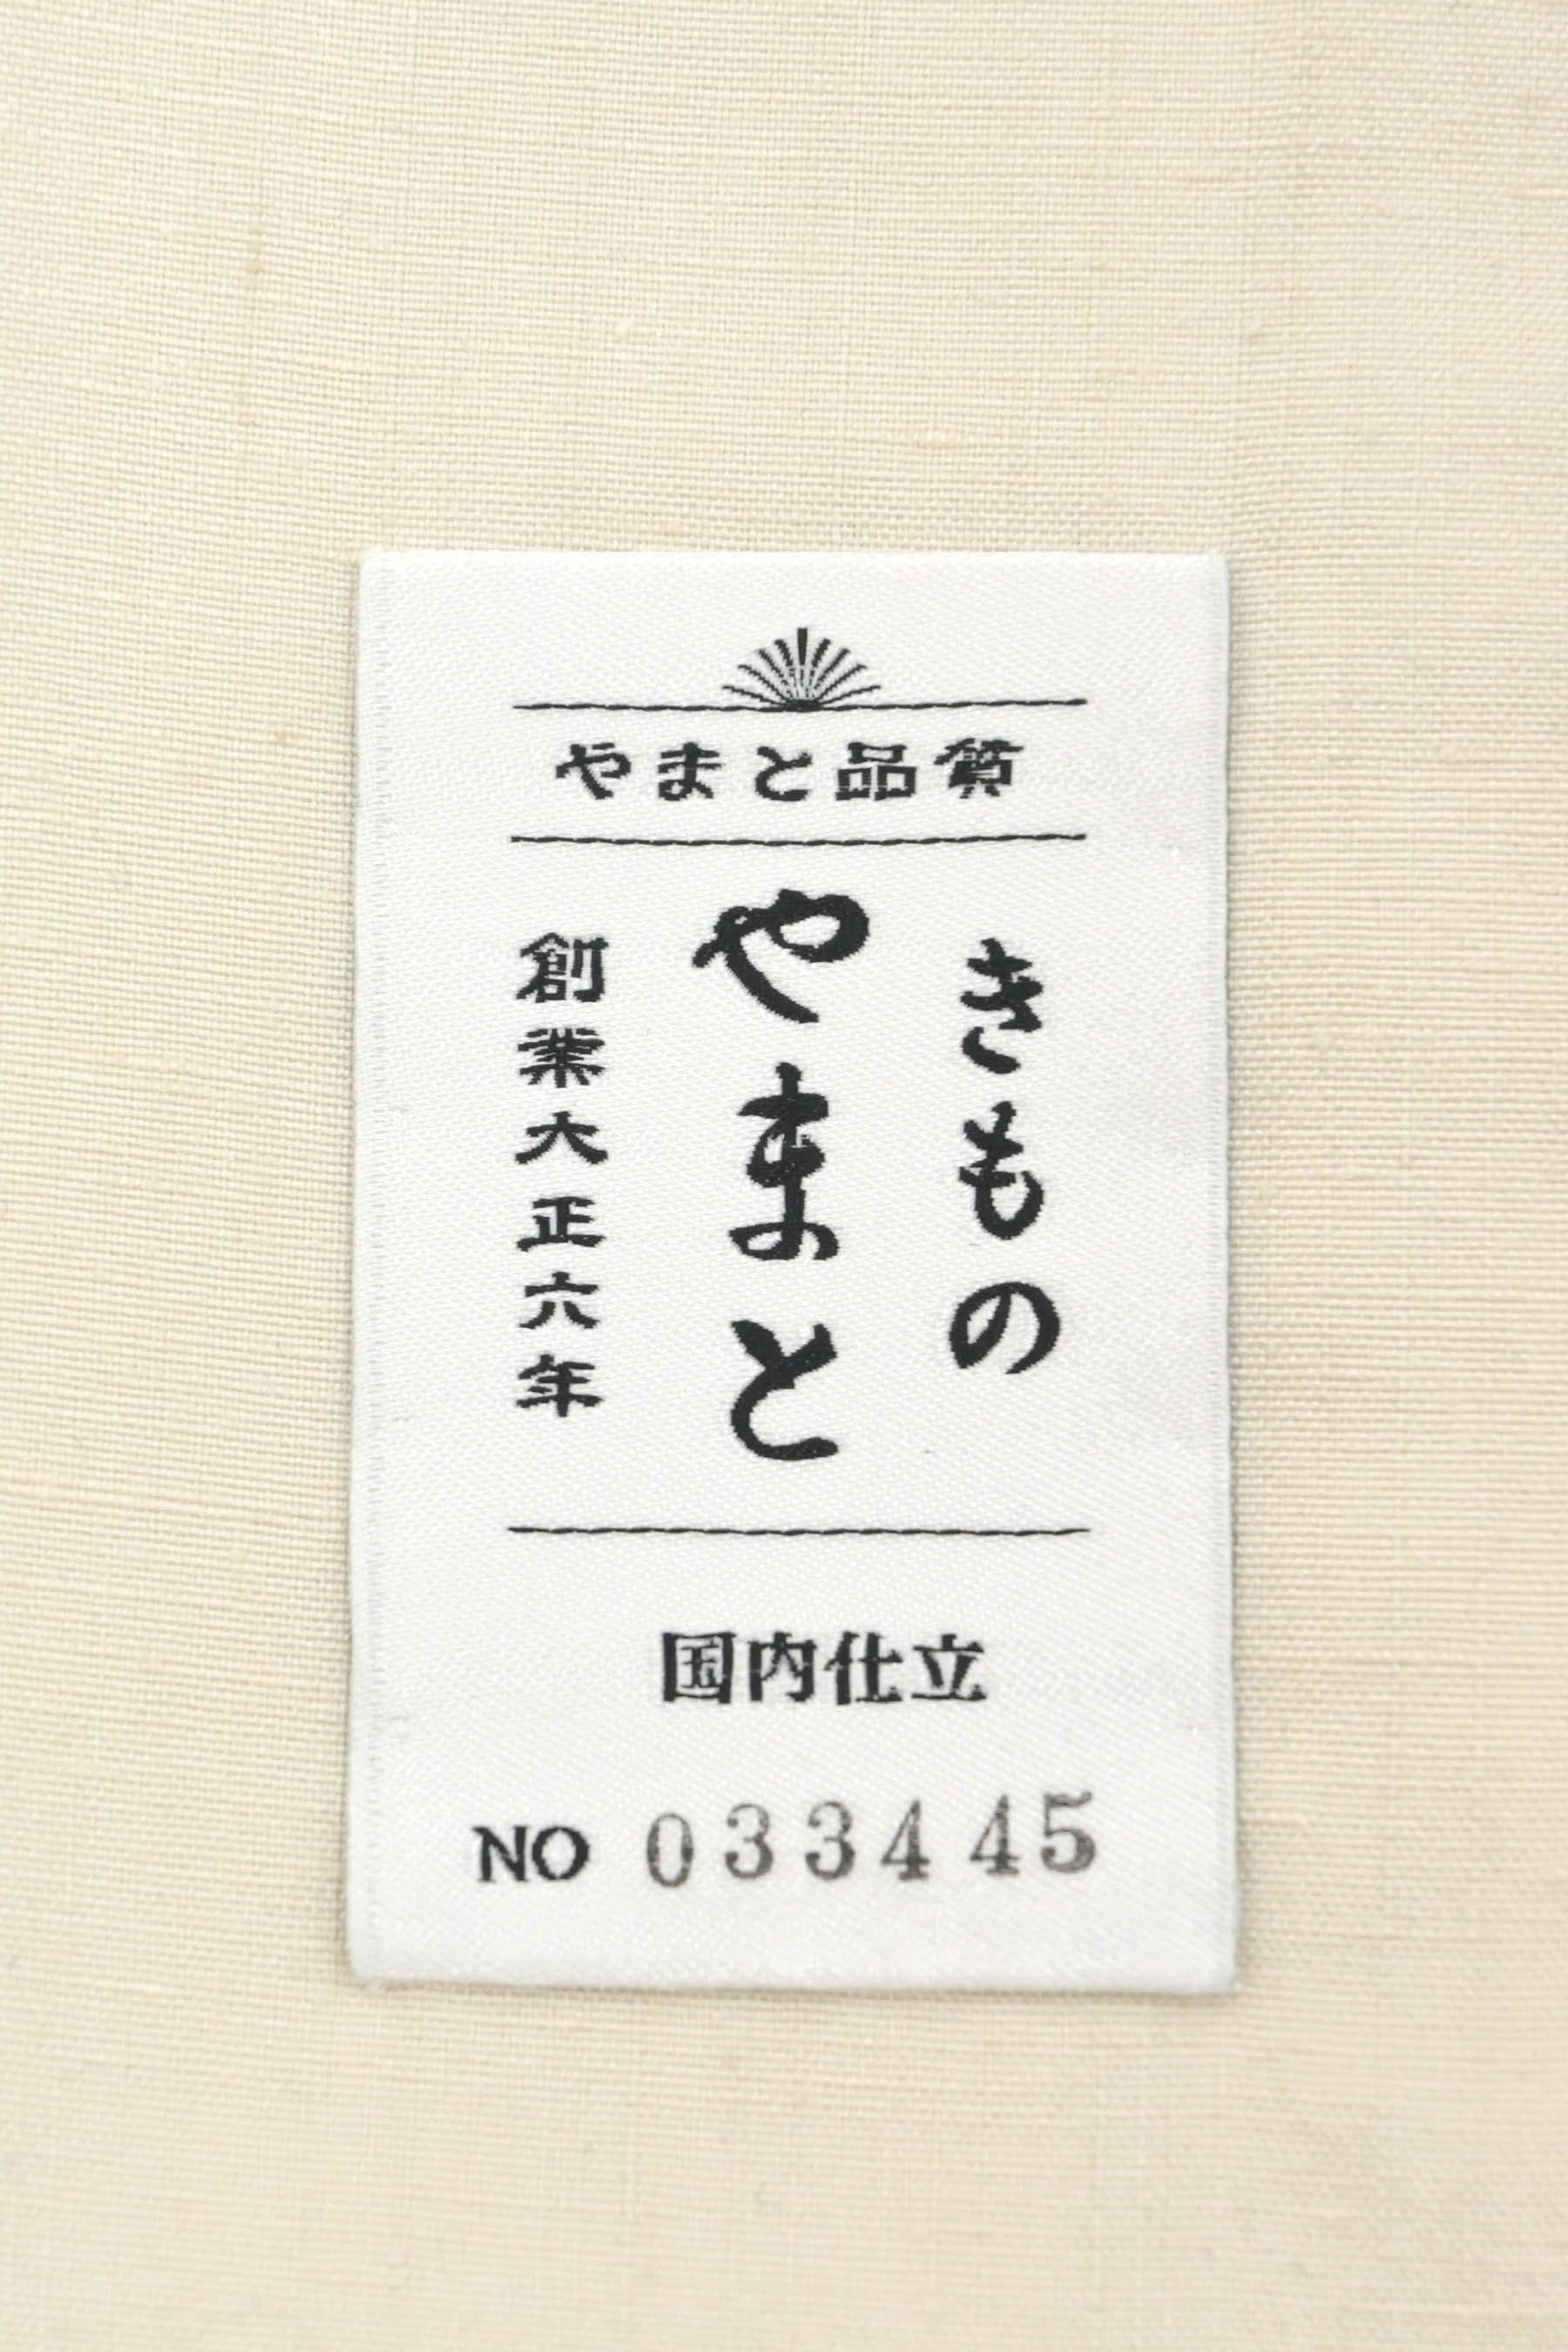 やまと品質
きもの
やまと
創業大正六年
国内仕立
NO 033445